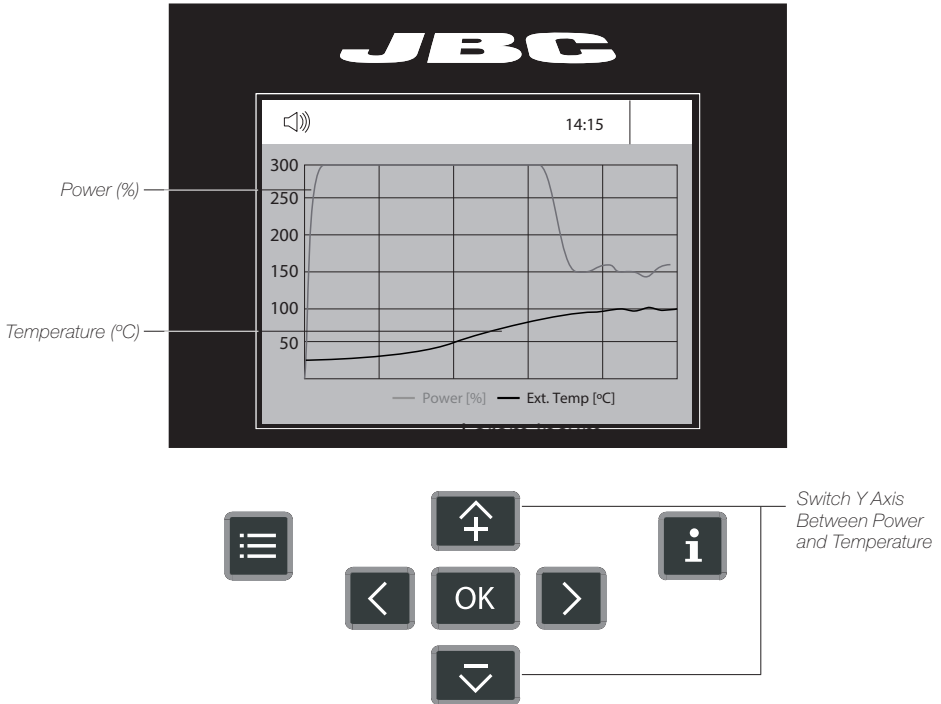 JBC
14:15
300
Power (%)
250
200
150
100
Temperature (ºC)
50
Power [%] Ext. Temp [ºC]
Switch Y Axis
Between Power
and Temperature
i
OK